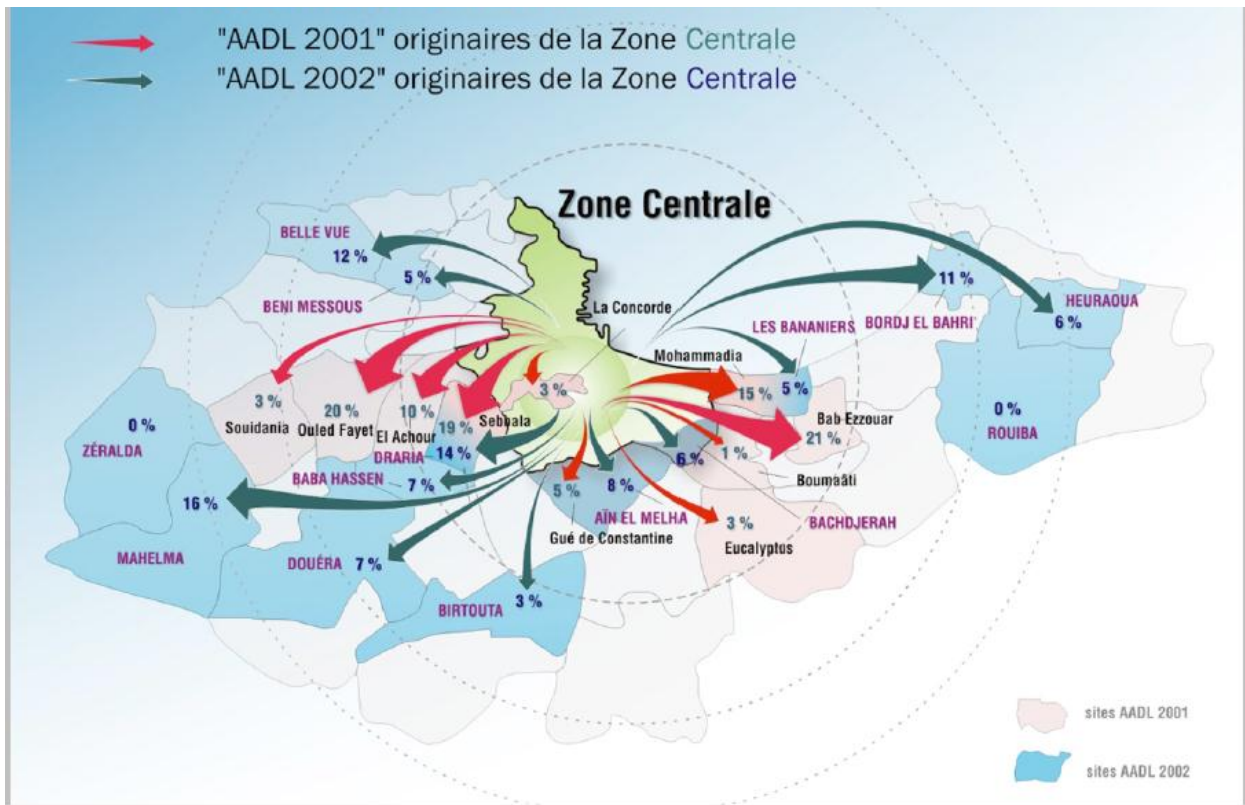 "AADL 2001" originaires de la Zone Centrale
"AADL 2002" originaires de la Zone Centrale
Zone Centrale
BELLE VUE
12 %
5 %
BENI MESSOUS
La Concorde
11 %
HEURAOUA
6 %
LES BANANIERS
BORDJ EL BAHRI
Mohammadia
3 %
15 %
5 %
3 %
Souidania
20 %
Ouled Fayet
10 %
El Achour
19 %
Sebbala
Bab Ezzouar
21 %
0 %
ROUIBA
0 %
ZÉRALDA
DRARIA
14 %
BABA HASSEN
7 %
6 %
1 %
Boumaâti
16 %
5 %
8 %
AÏN EL MELHA
Gué de Constantine
BACHDJERAH
3 %
Eucalyptus
MAHELMA
DOUÉRA
7 %
BIRTOUTA
3 %
sites AADL 2001
sites AADL 2002